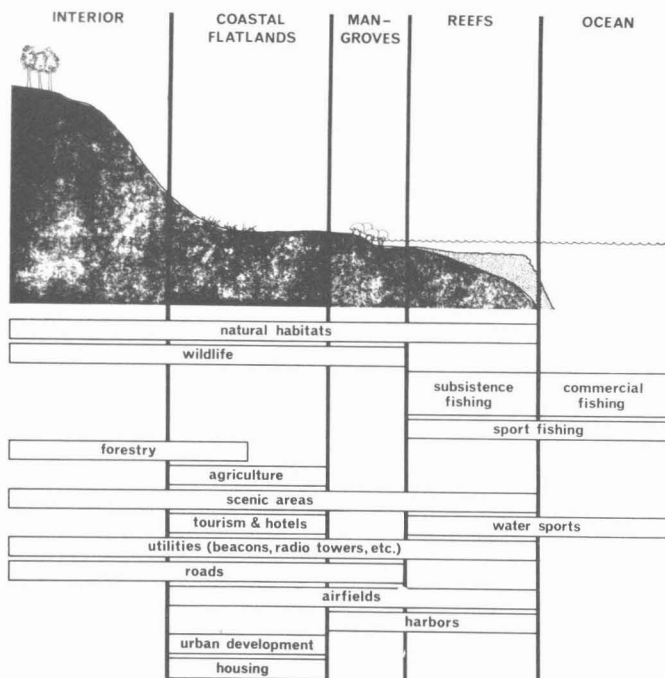 INTERIOR
COASTAL
FLATLANDS
MAN-
GROVES
REEFS
OCEAN
natural habitats
wildlife
subsistence
fishing
commercial
fishing
sport fishing
forestry
agriculture
scenic areas
tourism & hotels
water sports
utilities (beacons, radio towers, etc.)
roads
airfields
harbors
urban development
housing